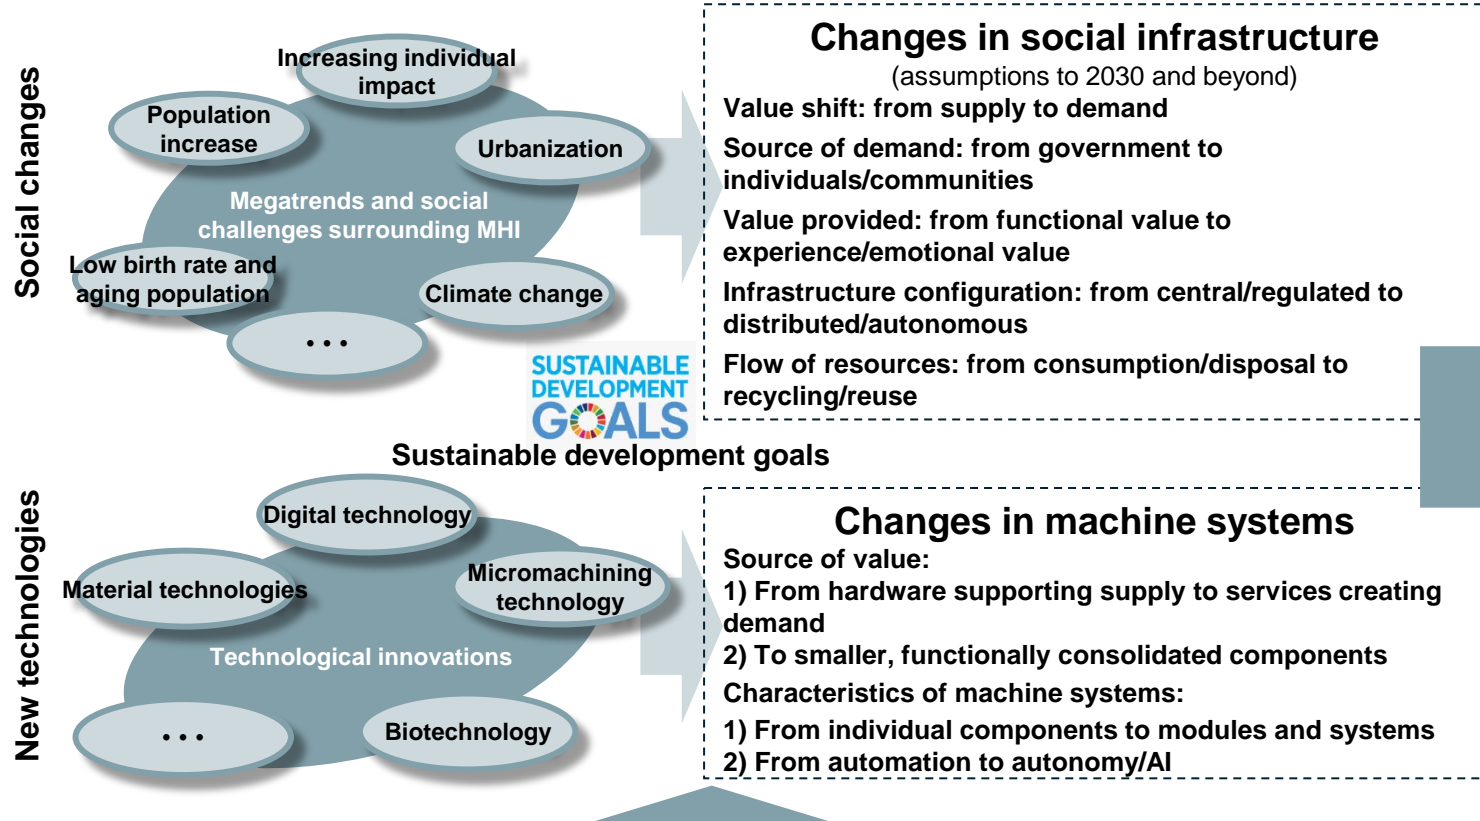 Social changes
Increasing individual
impact
Population
increase
Urbanization
Megatrends and social
challenges surrounding MHI
Low birth rate and
aging population
Climate change
• • •
SUSTAINABLE
DEVELOPMENT
GOALS
Sustainable development goals
Changes in social infrastructure
(assumptions to 2030 and beyond)
Value shift: from supply to demand
Source of demand: from government to
individuals/communities
Value provided: from functional value to
experience/emotional value
Infrastructure configuration: from central/regulated to
distributed/autonomous
Flow of resources: from consumption/disposal to
recycling/reuse
New technologies
Digital technology
Material technologies
Micromachining
technology
Technological innovations
• • •
Biotechnology
Changes in machine systems
Source of value:
1) From hardware supporting supply to services creating
demand
2) To smaller, functionally consolidated components
Characteristics of machine systems:
1) From individual components to modules and systems
2) From automation to autonomy/AI